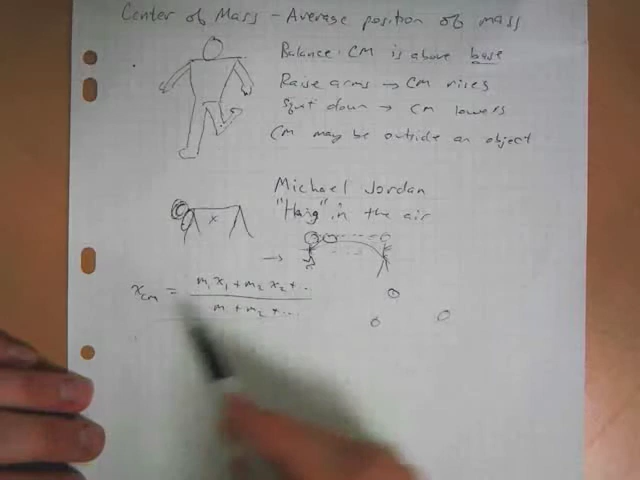 Center of Mass - Average position of mass
Balance: CM is above base
Raise arms → CM rises
Squat down → CM lowers
CM may be outside an object
Michael Jordan
"Hang" in the air
x
→
x_cm = (m₁x₁ + m₂x₂ + ..) / (m + m₂ + ...)